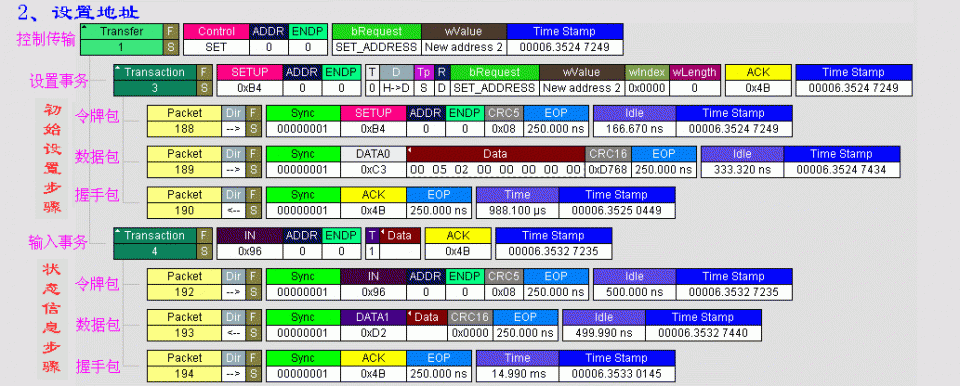 2、设置地址
控制传输 Transfer F Control ADDR ENDP bRequest wValue Time Stamp
1 S SET 0 0 SET_ADDRESS New address 2 00006.3524 7249
设置事务 Transaction F SETUP ADDR ENDP T D Tp R bRequest wValue wIndex wLength ACK Time Stamp
3 S 0xB4 0 0 0 H->D S D SET_ADDRESS New address 2 0x0000 0 0x4B 00006.3524 7249
初始设置步骤
令牌包 Packet Dir F Sync SETUP ADDR ENDP CRC5 EOP Idle Time Stamp
188 --> S 00000001 0xB4 0 0 0x08 250.000 ns 166.670 ns 00006.3524 7249
数据包 Packet Dir F Sync DATA0 Data CRC16 EOP Idle Time Stamp
189 --> S 00000001 0xC3 00 05 02 00 00 00 00 00 0xD768 250.000 ns 333.320 ns 00006.3524 7434
握手包 Packet Dir F Sync ACK EOP Time Time Stamp
190 <-- S 00000001 0x4B 250.000 ns 988.100 µs 00006.3525 0449
输入事务 Transaction F IN ADDR ENDP T Data ACK Time Stamp
4 S 0x96 0 0 1 0x4B 00006.3532 7235
状态信息步骤
令牌包 Packet Dir F Sync IN ADDR ENDP CRC5 EOP Idle Time Stamp
192 --> S 00000001 0x96 0 0 0x08 250.000 ns 500.000 ns 00006.3532 7235
数据包 Packet Dir F Sync DATA1 Data CRC16 EOP Idle Time Stamp
193 <-- S 00000001 0xD2 0x0000 250.000 ns 499.990 ns 00006.3532 7440
握手包 Packet Dir F Sync ACK EOP Time Time Stamp
194 --> S 00000001 0x4B 250.000 ns 14.990 ms 00006.3533 0145